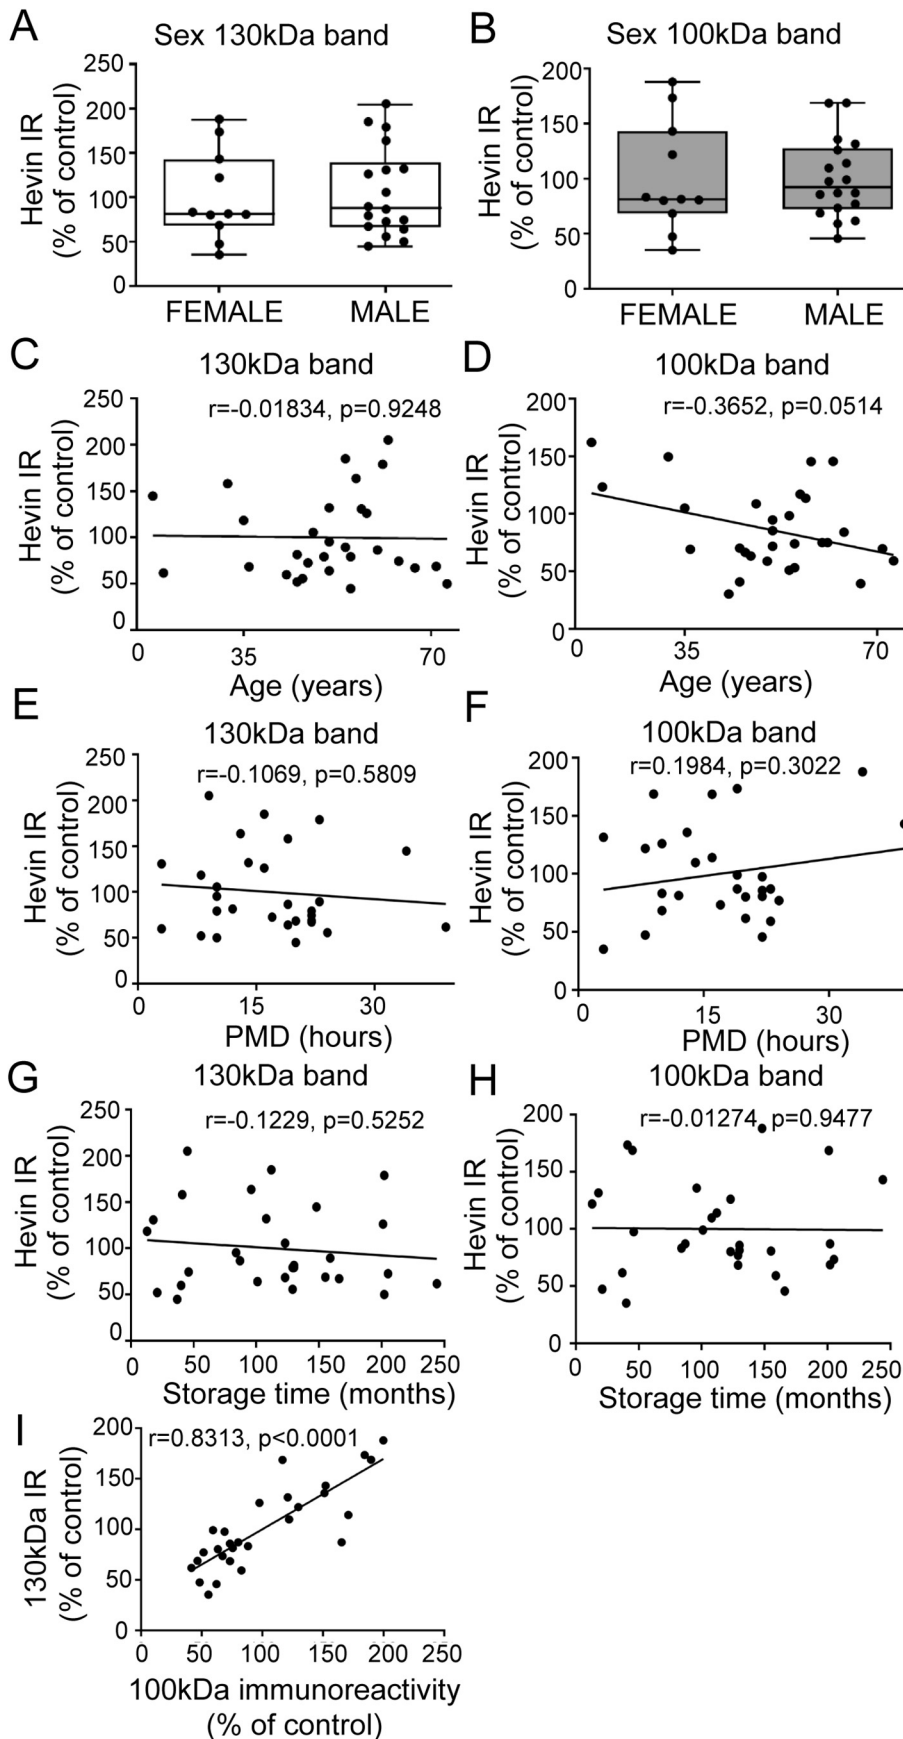 A
Sex 130kDa band
Hevin IR
(% of control)
250
200
150
100
50
0
FEMALE
MALE
B
Sex 100kDa band
Hevin IR
(% of control)
200
150
100
50
0
FEMALE
MALE
C
130kDa band
r=-0.01834, p=0.9248
Hevin IR
(% of control)
250
200
150
100
50
0
0
35
70
Age (years)
D
100kDa band
r=-0.3652, p=0.0514
Hevin IR
(% of control)
200
150
100
50
0
0
35
70
Age (years)
E
130kDa band
r=-0.1069, p=0.5809
Hevin IR
(% of control)
250
200
150
100
50
0
0
15
30
PMD (hours)
F
100kDa band
r=0.1984, p=0.3022
Hevin IR
(% of control)
200
150
100
50
0
0
15
30
PMD (hours)
G
130kDa band
r=-0.1229, p=0.5252
Hevin IR
(% of control)
250
200
150
100
50
0
0
50
100
150
200
250
Storage time (months)
H
100kDa band
r=-0.01274, p=0.9477
Hevin IR
(% of control)
200
150
100
50
0
0
50
100
150
200
250
Storage time (months)
I
r=0.8313, p<0.0001
130kDa IR
(% of control)
200
150
100
50
0
0
50
100
150
200
250
100kDa immunoreactivity
(% of control)